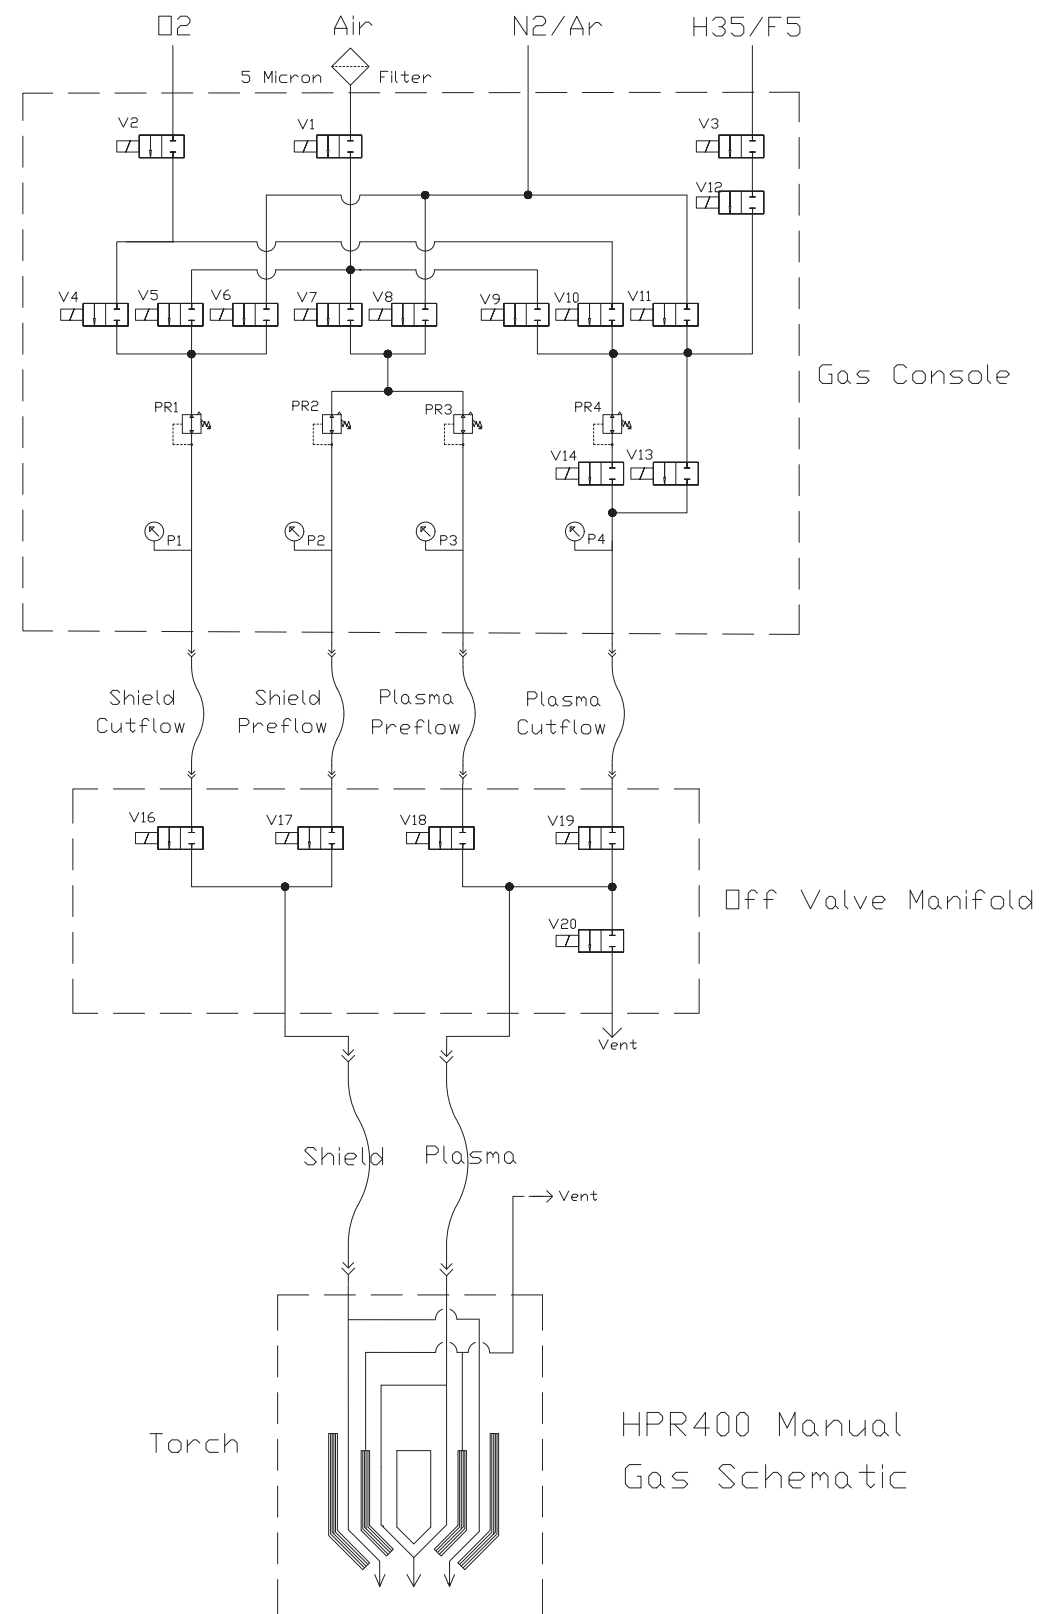 O2
Air
N2/Ar
H35/F5
5 Micron
Filter
V2
V1
V3
V12
V4
V5
V6
V7
V8
V9
V10
V11
Gas Console
PR1
PR2
PR3
PR4
V14
V13
P1
P2
P3
P4
Shield
Cutflow
Shield
Preflow
Plasma
Preflow
Plasma
Cutflow
V16
V17
V18
V19
Off Valve Manifold
V20
Vent
Shield
Plasma
Vent
Torch
HPR400 Manual
Gas Schematic